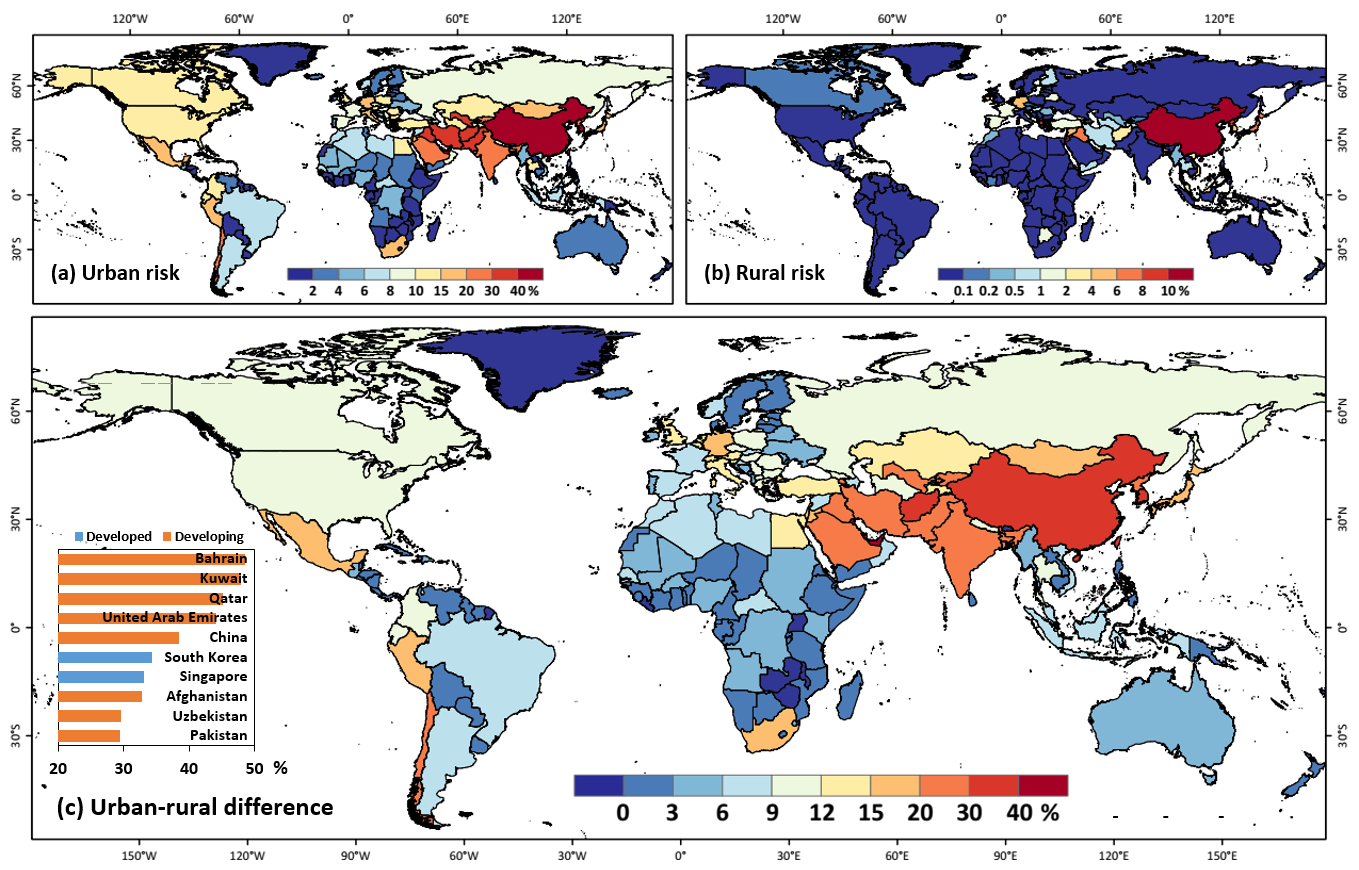 120°W 60°W 0° 60°E 120°E
120°W 60°W 0° 60°E 120°E
60°N
30°N
0°
30°S
60°N
30°N
0°
30°S
(a) Urban risk
2 4 6 8 10 15 20 30 40 %
(b) Rural risk
0.1 0.2 0.5 1 2 4 6 8 10 %
60°N
30°N
0°
30°S
60°N
30°N
0°
30°S
Developed Developing
Bahrain
Kuwait
Qatar
United Arab Emirates
China
South Korea
Singapore
Afghanistan
Uzbekistan
Pakistan
20 30 40 50 %
(c) Urban-rural difference
0 3 6 9 12 15 20 30 40 %
150°W 120°W 90°W 60°W 30°W 0° 30°E 60°E 90°E 120°E 150°E